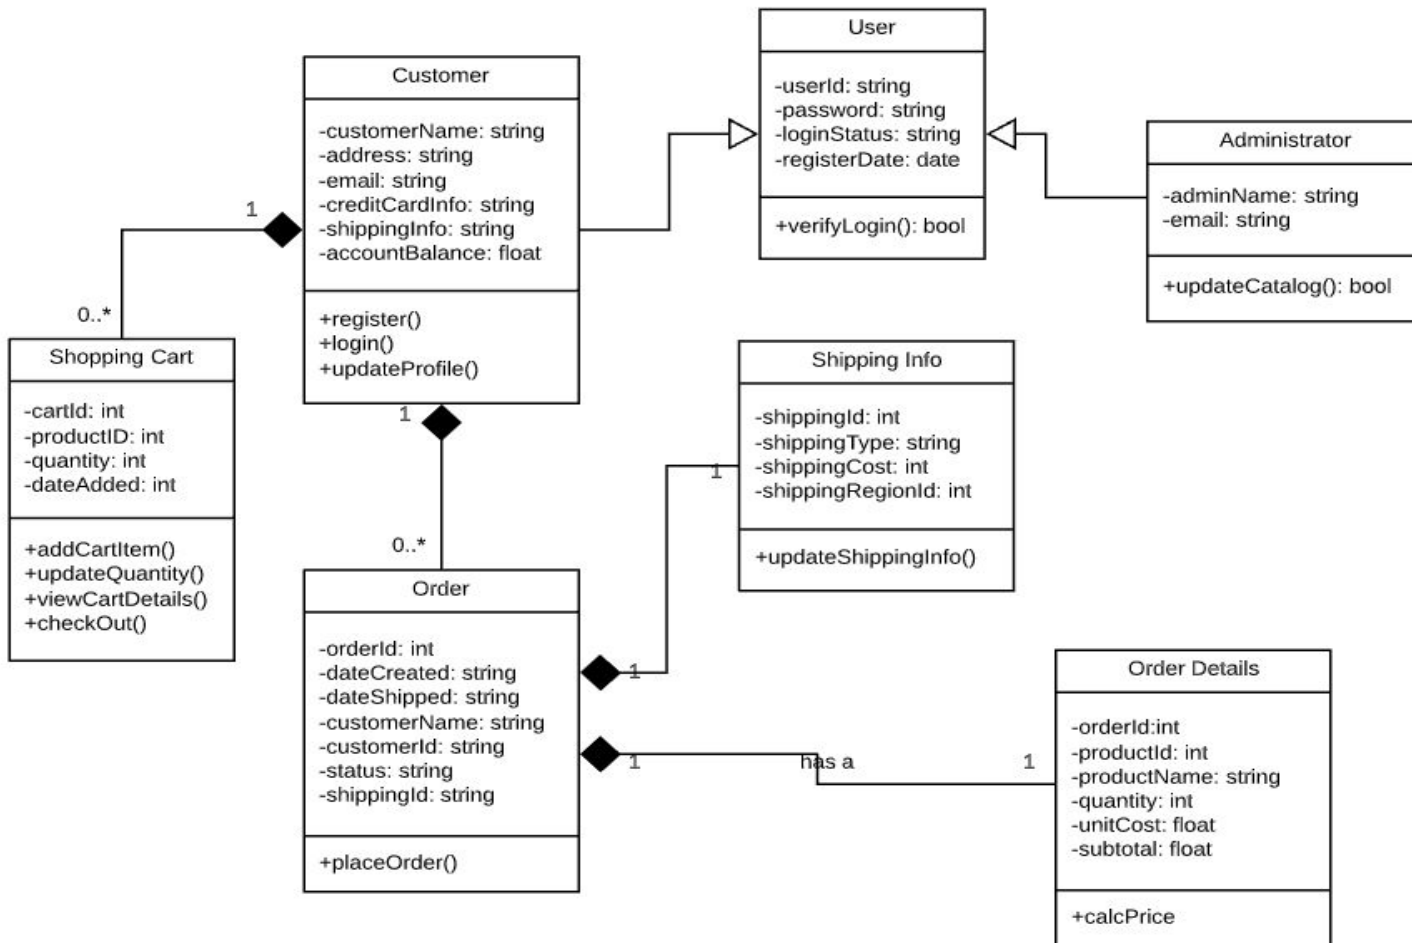 User
-userId: string
-password: string
-loginStatus: string
-registerDate: date
+verifyLogin(): bool
Customer
-customerName: string
-address: string
-email: string
-creditCardInfo: string
-shippingInfo: string
-accountBalance: float
+register()
+login()
+updateProfile()
Administrator
-adminName: string
-email: string
+updateCatalog(): bool
1
0..*
Shopping Cart
-cartId: int
-productID: int
-quantity: int
-dateAdded: int
+addCartItem()
+updateQuantity()
+viewCartDetails()
+checkOut()
1
0..*
Shipping Info
-shippingId: int
-shippingType: string
-shippingCost: int
-shippingRegionId: int
+updateShippingInfo()
1
Order
-orderId: int
-dateCreated: string
-dateShipped: string
-customerName: string
-customerId: string
-status: string
-shippingId: string
+placeOrder()
1
1
has a
1
Order Details
-orderId:int
-productId: int
-productName: string
-quantity: int
-unitCost: float
-subtotal: float
+calcPrice